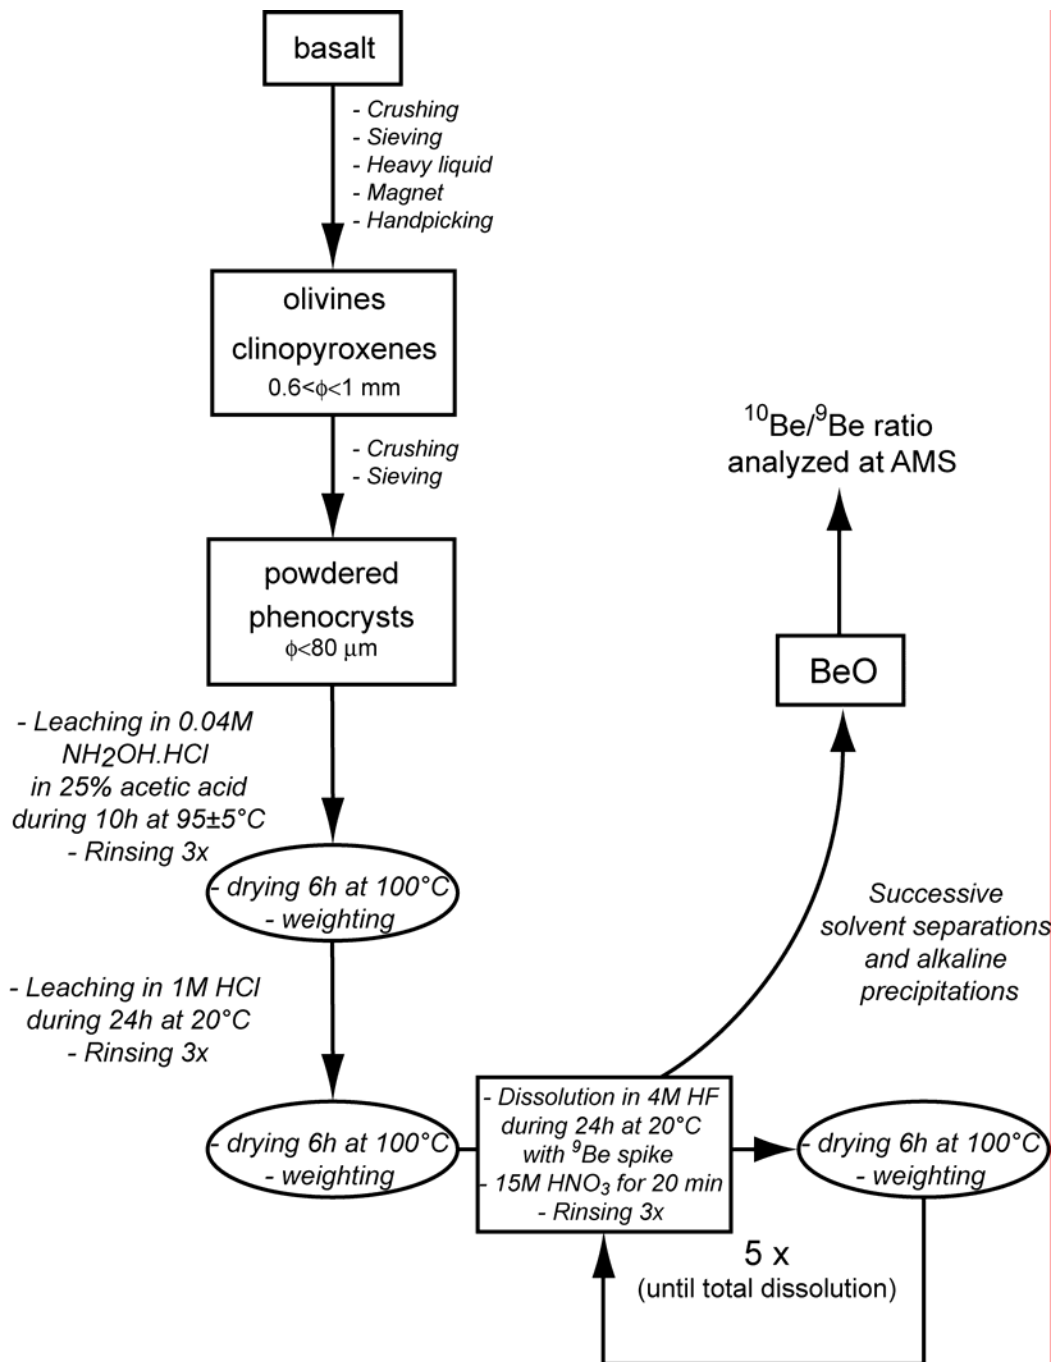 basalt
- Crushing
- Sieving
- Heavy liquid
- Magnet
- Handpicking
olivines
clinopyroxenes
0.6<ϕ<1 mm
- Crushing
- Sieving
powdered
phenocrysts
ϕ<80 μm
- Leaching in 0.04M
NH2OH.HCl
in 25% acetic acid
during 10h at 95±5°C
- Rinsing 3x
- drying 6h at 100°C
- weighting
- Leaching in 1M HCl
during 24h at 20°C
- Rinsing 3x
- drying 6h at 100°C
- weighting
- Dissolution in 4M HF
during 24h at 20°C
with ⁹Be spike
- 15M HNO₃ for 20 min
- Rinsing 3x
- drying 6h at 100°C
- weighting
5 x
(until total dissolution)
Successive
solvent separations
and alkaline
precipitations
BeO
¹⁰Be/⁹Be ratio
analyzed at AMS